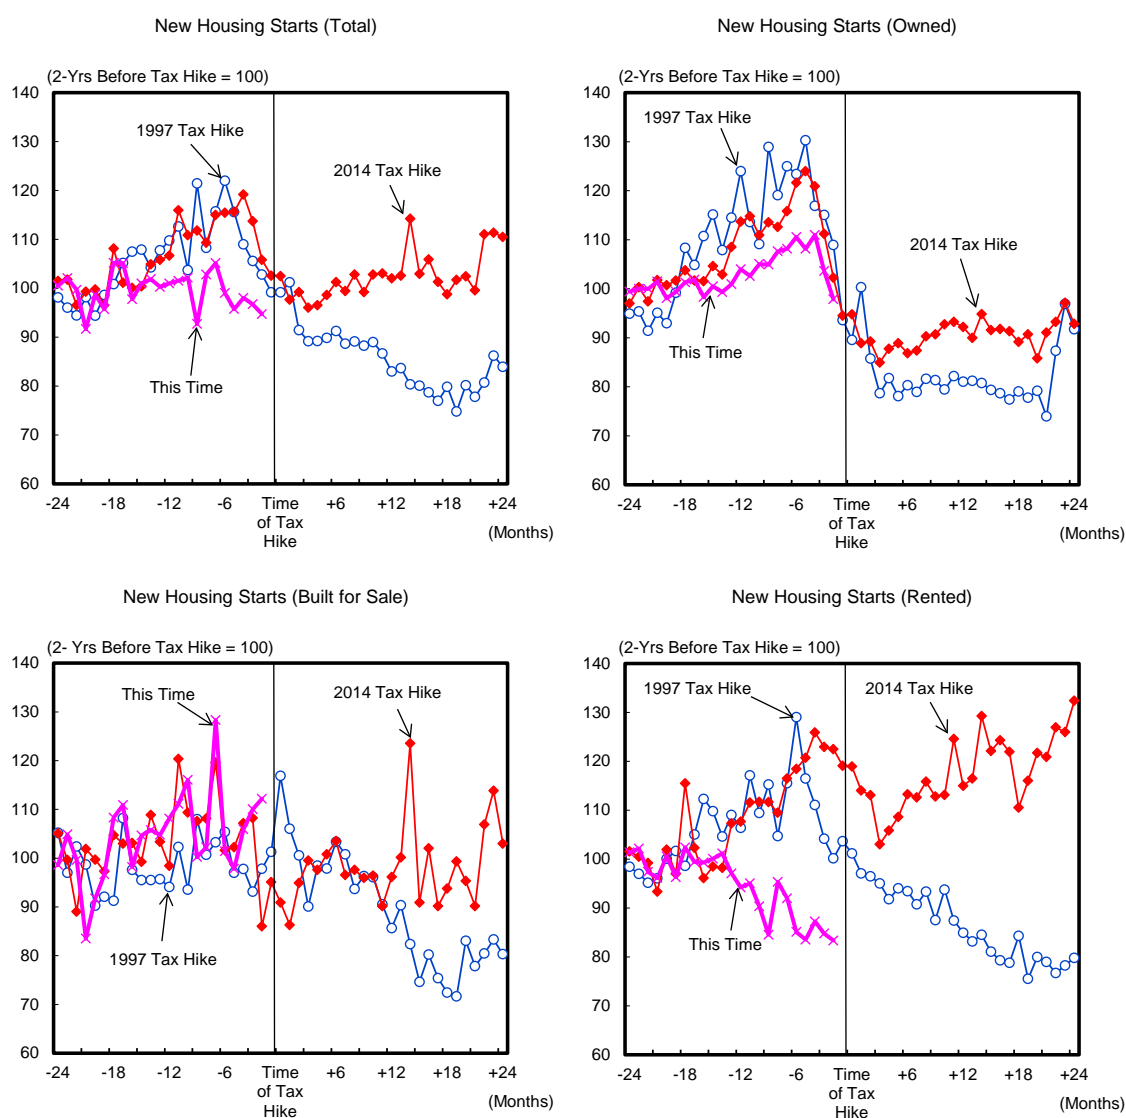 New Housing Starts (Total)
(2-Yrs Before Tax Hike = 100)
140
130
120
110
100
90
80
70
60
1997 Tax Hike
2014 Tax Hike
This Time
-24
-18
-12
-6
Time
of Tax
Hike
+6
+12
+18
+24
(Months)
New Housing Starts (Owned)
(2-Yrs Before Tax Hike = 100)
140
130
120
110
100
90
80
70
60
1997 Tax Hike
2014 Tax Hike
This Time
-24
-18
-12
-6
Time
of Tax
Hike
+6
+12
+18
+24
(Months)
New Housing Starts (Built for Sale)
(2- Yrs Before Tax Hike = 100)
140
130
120
110
100
90
80
70
60
This Time
2014 Tax Hike
1997 Tax Hike
-24
-18
-12
-6
Time
of Tax
Hike
+6
+12
+18
+24
(Months)
New Housing Starts (Rented)
(2-Yrs Before Tax Hike = 100)
140
130
120
110
100
90
80
70
60
1997 Tax Hike
2014 Tax Hike
This Time
-24
-18
-12
-6
Time
of Tax
Hike
+6
+12
+18
+24
(Months)